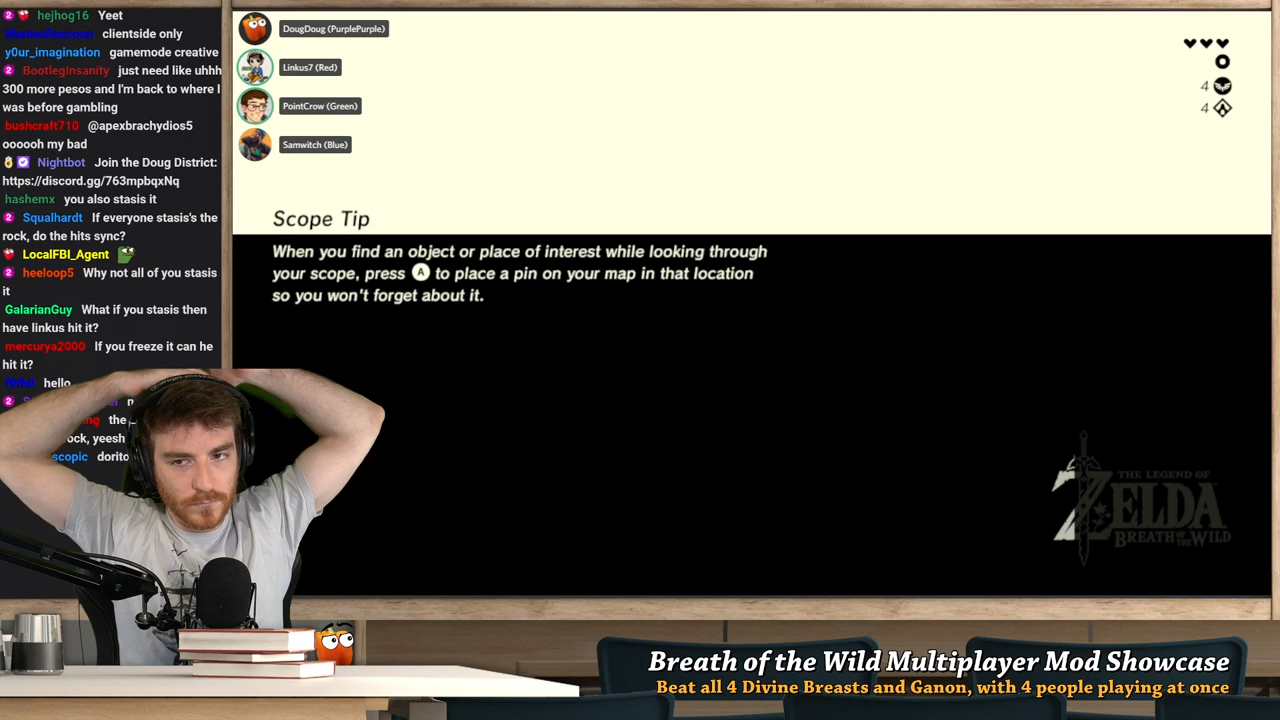 hejhog16 Yeet
clientside only
y0ur_imagination gamemode creative
BootlegInsanity just need like uhhh
300 more pesos and I'm back to where I
was before gambling
bushcraft710 @apexbrachydios5
oooooh my bad
Nightbot Join the Doug District:
https://discord.gg/763mpbqxNq
hashemx you also stasis it
Squalhardt If everyone stasis's the
rock, do the hits sync?
LocalFBI_Agent
heeloop5 Why not all of you stasis
it
GalarianGuy What if you stasis then
have linkus hit it?
mercurya2000 If you freeze it can he
hit it?
hello
the
ock, yeesh
scopic dorito
DougDoug (PurplePurple)
Linkus7 (Red)
PointCrow (Green)
Samwitch (Blue)
4
4
Scope Tip
When you find an object or place of interest while looking through
your scope, press A to place a pin on your map in that location
so you won't forget about it.
THE LEGEND OF
ZELDA
BREATH OF THE WILD
Breath of the Wild Multiplayer Mod Showcase
Beat all 4 Divine Breasts and Ganon, with 4 people playing at once